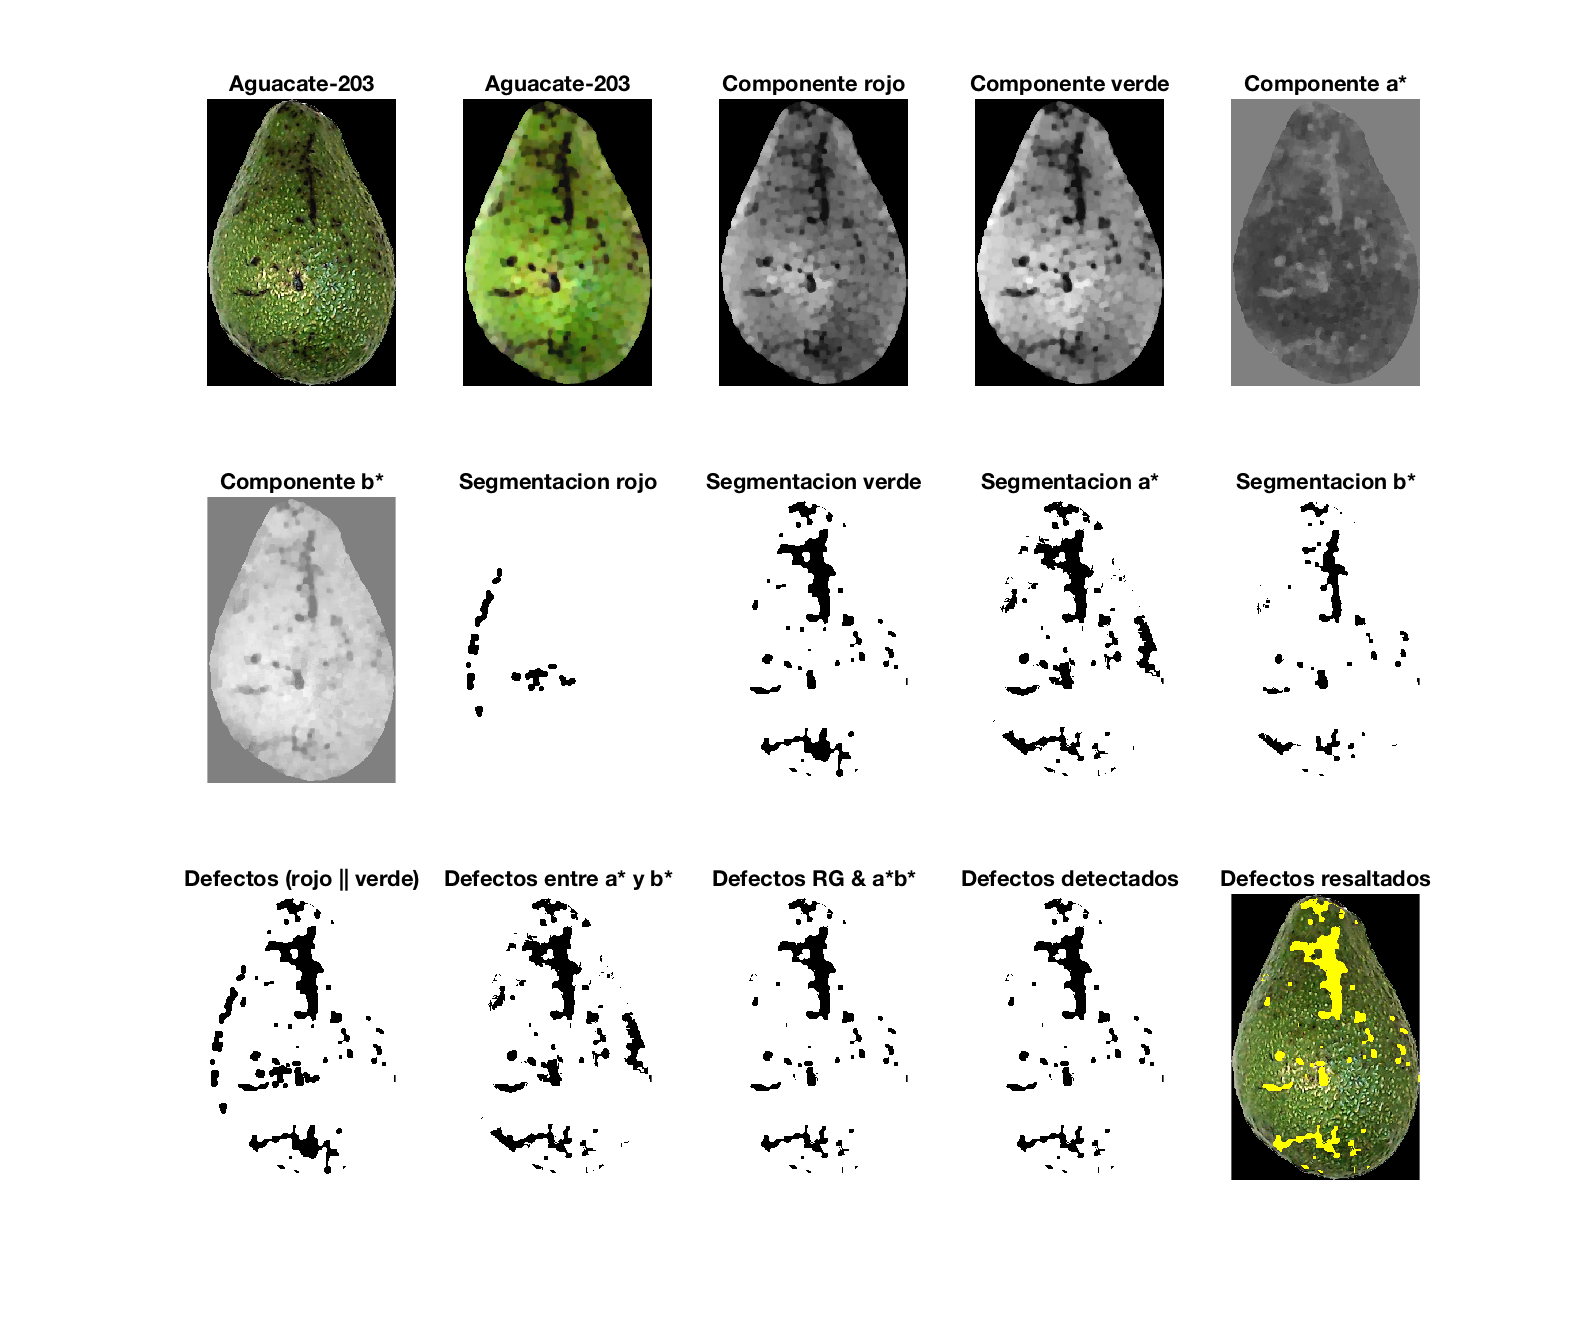 Aguacate-203
Aguacate-203
Componente rojo
Componente verde
Componente a*
Componente b*
Segmentacion rojo
Segmentacion verde
Segmentacion a*
Segmentacion b*
Defectos (rojo || verde)
Defectos entre a* y b*
Defectos RG & a*b*
Defectos detectados
Defectos resaltados